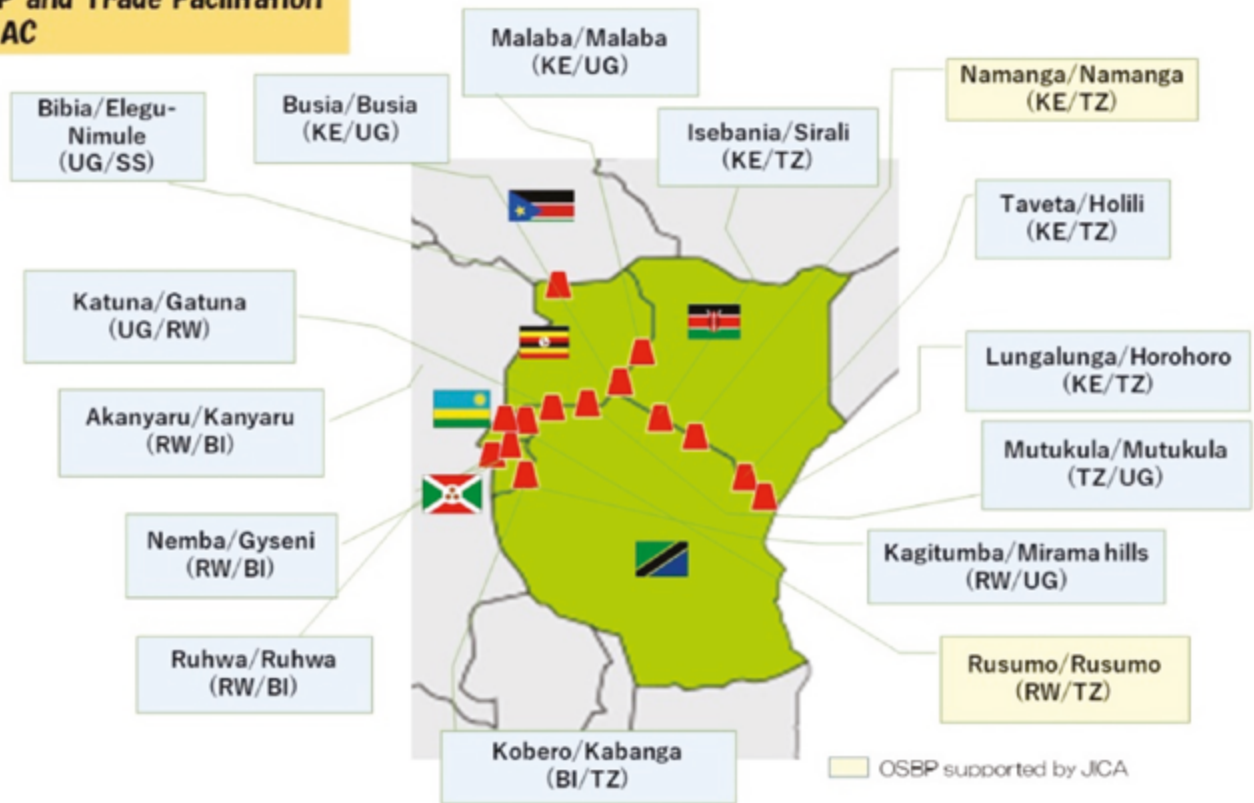 P and Trade Facilitation
AC
Malaba/Malaba
(KE/UG)
Namanga/Namanga
(KE/TZ)
Bibia/Elegu-
Nimule
(UG/SS)
Busia/Busia
(KE/UG)
Isebania/Sirali
(KE/TZ)
Taveta/Holili
(KE/TZ)
Katuna/Gatuna
(UG/RW)
Lungalunga/Horohoro
(KE/TZ)
Akanyaru/Kanyaru
(RW/BI)
Mutukula/Mutukula
(TZ/UG)
Nemba/Gyseni
(RW/BI)
Kagitumba/Mirama hills
(RW/UG)
Ruhwa/Ruhwa
(RW/BI)
Rusumo/Rusumo
(RW/TZ)
Kobero/Kabanga
(BI/TZ)
OSBP supported by JICA